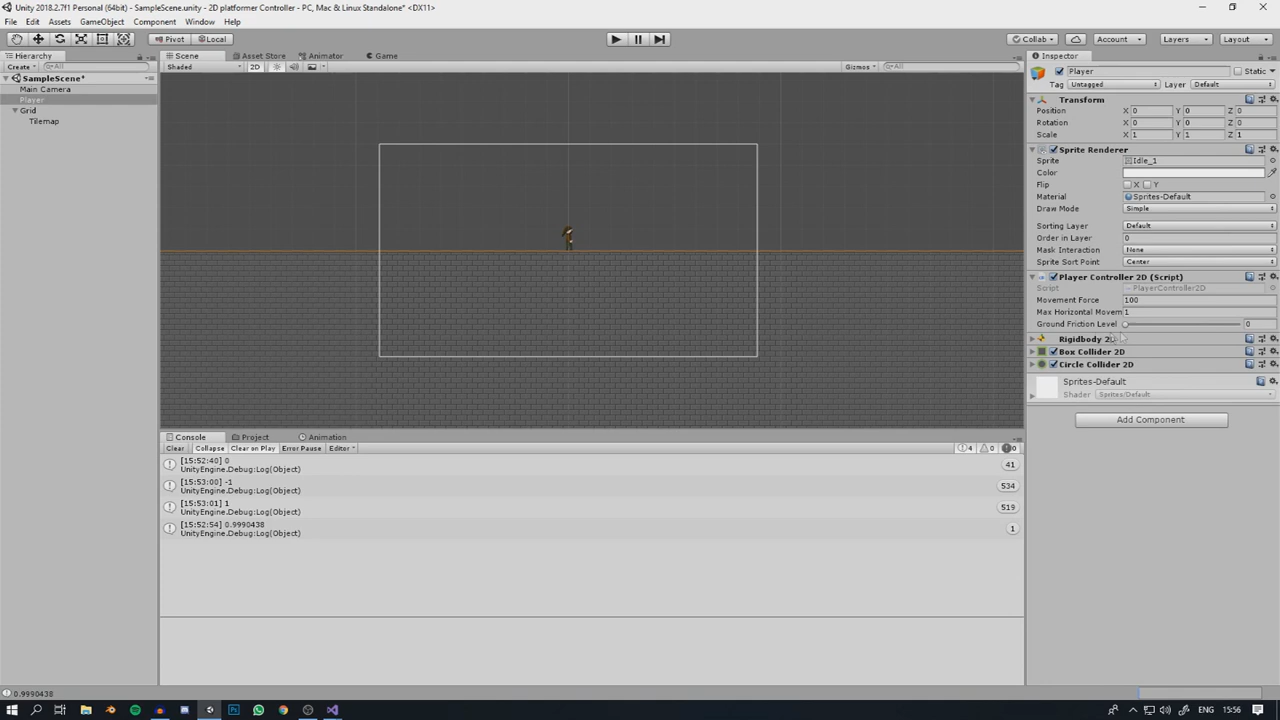 Unity 2018.2.7f1 Personal (64bit) - SampleScene.unity - 2D platformer Controller - PC, Mac & Linux Standalone* <DX11>
File Edit Assets GameObject Component Window Help
Pivot Local Collab Account Layers Layout
Hierarchy Scene Asset Store Animator Game Inspector
Create All Shaded 2D Gizmos All Player Static
SampleScene* Tag Untagged Layer Default
Main Camera
Player
Grid
Tilemap
Transform
Position X 0 Y 0 Z 0
Rotation X 0 Y 0 Z 0
Scale X 1 Y 1 Z 1
Sprite Renderer
Sprite Idle_1
Color
Flip X Y
Material Sprites-Default
Draw Mode Simple
Sorting Layer Default
Order in Layer 0
Mask Interaction None
Sprite Sort Point Center
Player Controller 2D (Script)
Script PlayerController2D
Movement Force 100
Max Horizontal Movem 1
Ground Friction Level 0
Rigidbody 2D
Box Collider 2D
Circle Collider 2D
Sprites-Default
Shader Sprites/Default
Add Component
Console Project Animation
Clear Collapse Clear on Play Error Pause Editor 4 0 0
[15:52:40] 0
UnityEngine.Debug:Log(Object) 41
[15:53:00] -1
UnityEngine.Debug:Log(Object) 534
[15:53:01] 1
UnityEngine.Debug:Log(Object) 519
[15:52:54] 0.9990438
UnityEngine.Debug:Log(Object) 1
0.9990438
ENG 15:56